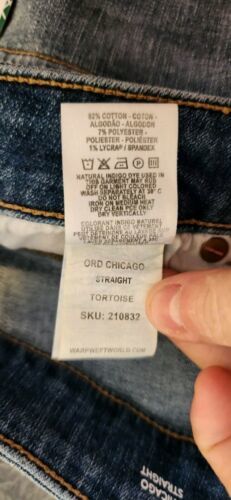 92% COTTON - COTON -
ALGODÃO - ALGODON
7% POLYESTER -
POLIESTER - POLIÉSTER
1% LYCRA® / SPANDEX
NATURAL INDIGO DYE USED IN
THIS GARMENT MAY RUB
OFF ON LIGHT COLORED
WASH SEPARATELY AT 30° C
DO NOT BLEACH
IRON ON MEDIUM HEAT
DRY CLEAN PCE ONLY
DRY VERTICALLY
COLORANT INDIGO NATUREL
ORD CHICAGO
STRAIGHT
TORTOISE
SKU: 210832
WARPWEFTWORLD.COM
CHICAGO
STRAIGHT